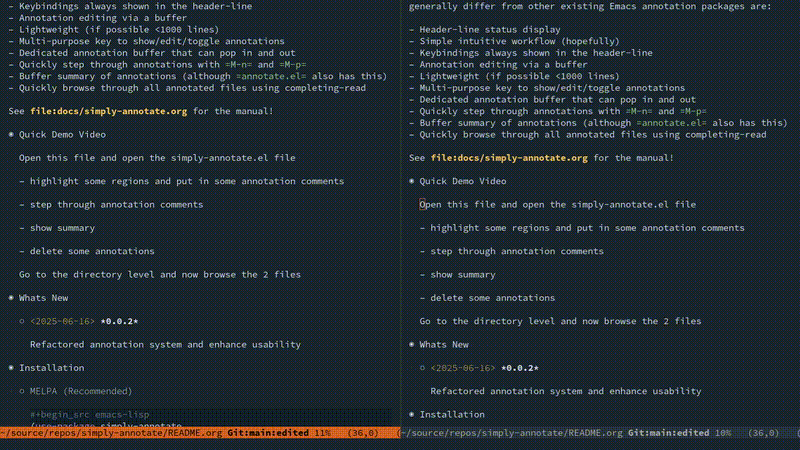 - Keybindings always shown in the header-line
- Annotation editing via a buffer
- Lightweight (if possible <1000 lines)
- Multi-purpose key to show/edit/toggle annotations
- Dedicated annotation buffer that can pop in and out
- Quickly step through annotations with =M-n= and =M-p=
- Buffer summary of annotations (although =annotate.el= also has this)
- Quickly browse through all annotated files using completing-read
See file:docs/simply-annotate.org for the manual!
◉ Quick Demo Video
Open this file and open the simply-annotate.el file
- highlight some regions and put in some annotation comments
- step through annotation comments
- show summary
- delete some annotations
Go to the directory level and now browse the 2 files
◉ Whats New
○ <2025-06-16> *0.0.2*
Refactored annotation system and enhance usability
◉ Installation
○ MELPA (Recommended)
#+begin_src emacs-lisp
(use-package simply-annotate
~/source/repos/simply-annotate/README.org Git:main:edited 11% (36,0) (
generally differ from other existing Emacs annotation packages are:
- Header-line status display
- Simple intuitive workflow (hopefully)
- Keybindings always shown in the header-line
- Annotation editing via a buffer
- Lightweight (if possible <1000 lines)
- Multi-purpose key to show/edit/toggle annotations
- Dedicated annotation buffer that can pop in and out
- Quickly step through annotations with =M-n= and =M-p=
- Buffer summary of annotations (although =annotate.el= also has this)
- Quickly browse through all annotated files using completing-read
See file:docs/simply-annotate.org for the manual!
◉ Quick Demo Video
Open this file and open the simply-annotate.el file
- highlight some regions and put in some annotation comments
- step through annotation comments
- show summary
- delete some annotations
Go to the directory level and now browse the 2 files
◉ Whats New
○ <2025-06-16> *0.0.2*
Refactored annotation system and enhance usability
◉ Installation
~/source/repos/simply-annotate/README.org Git:main:edited 10% (36,0) (